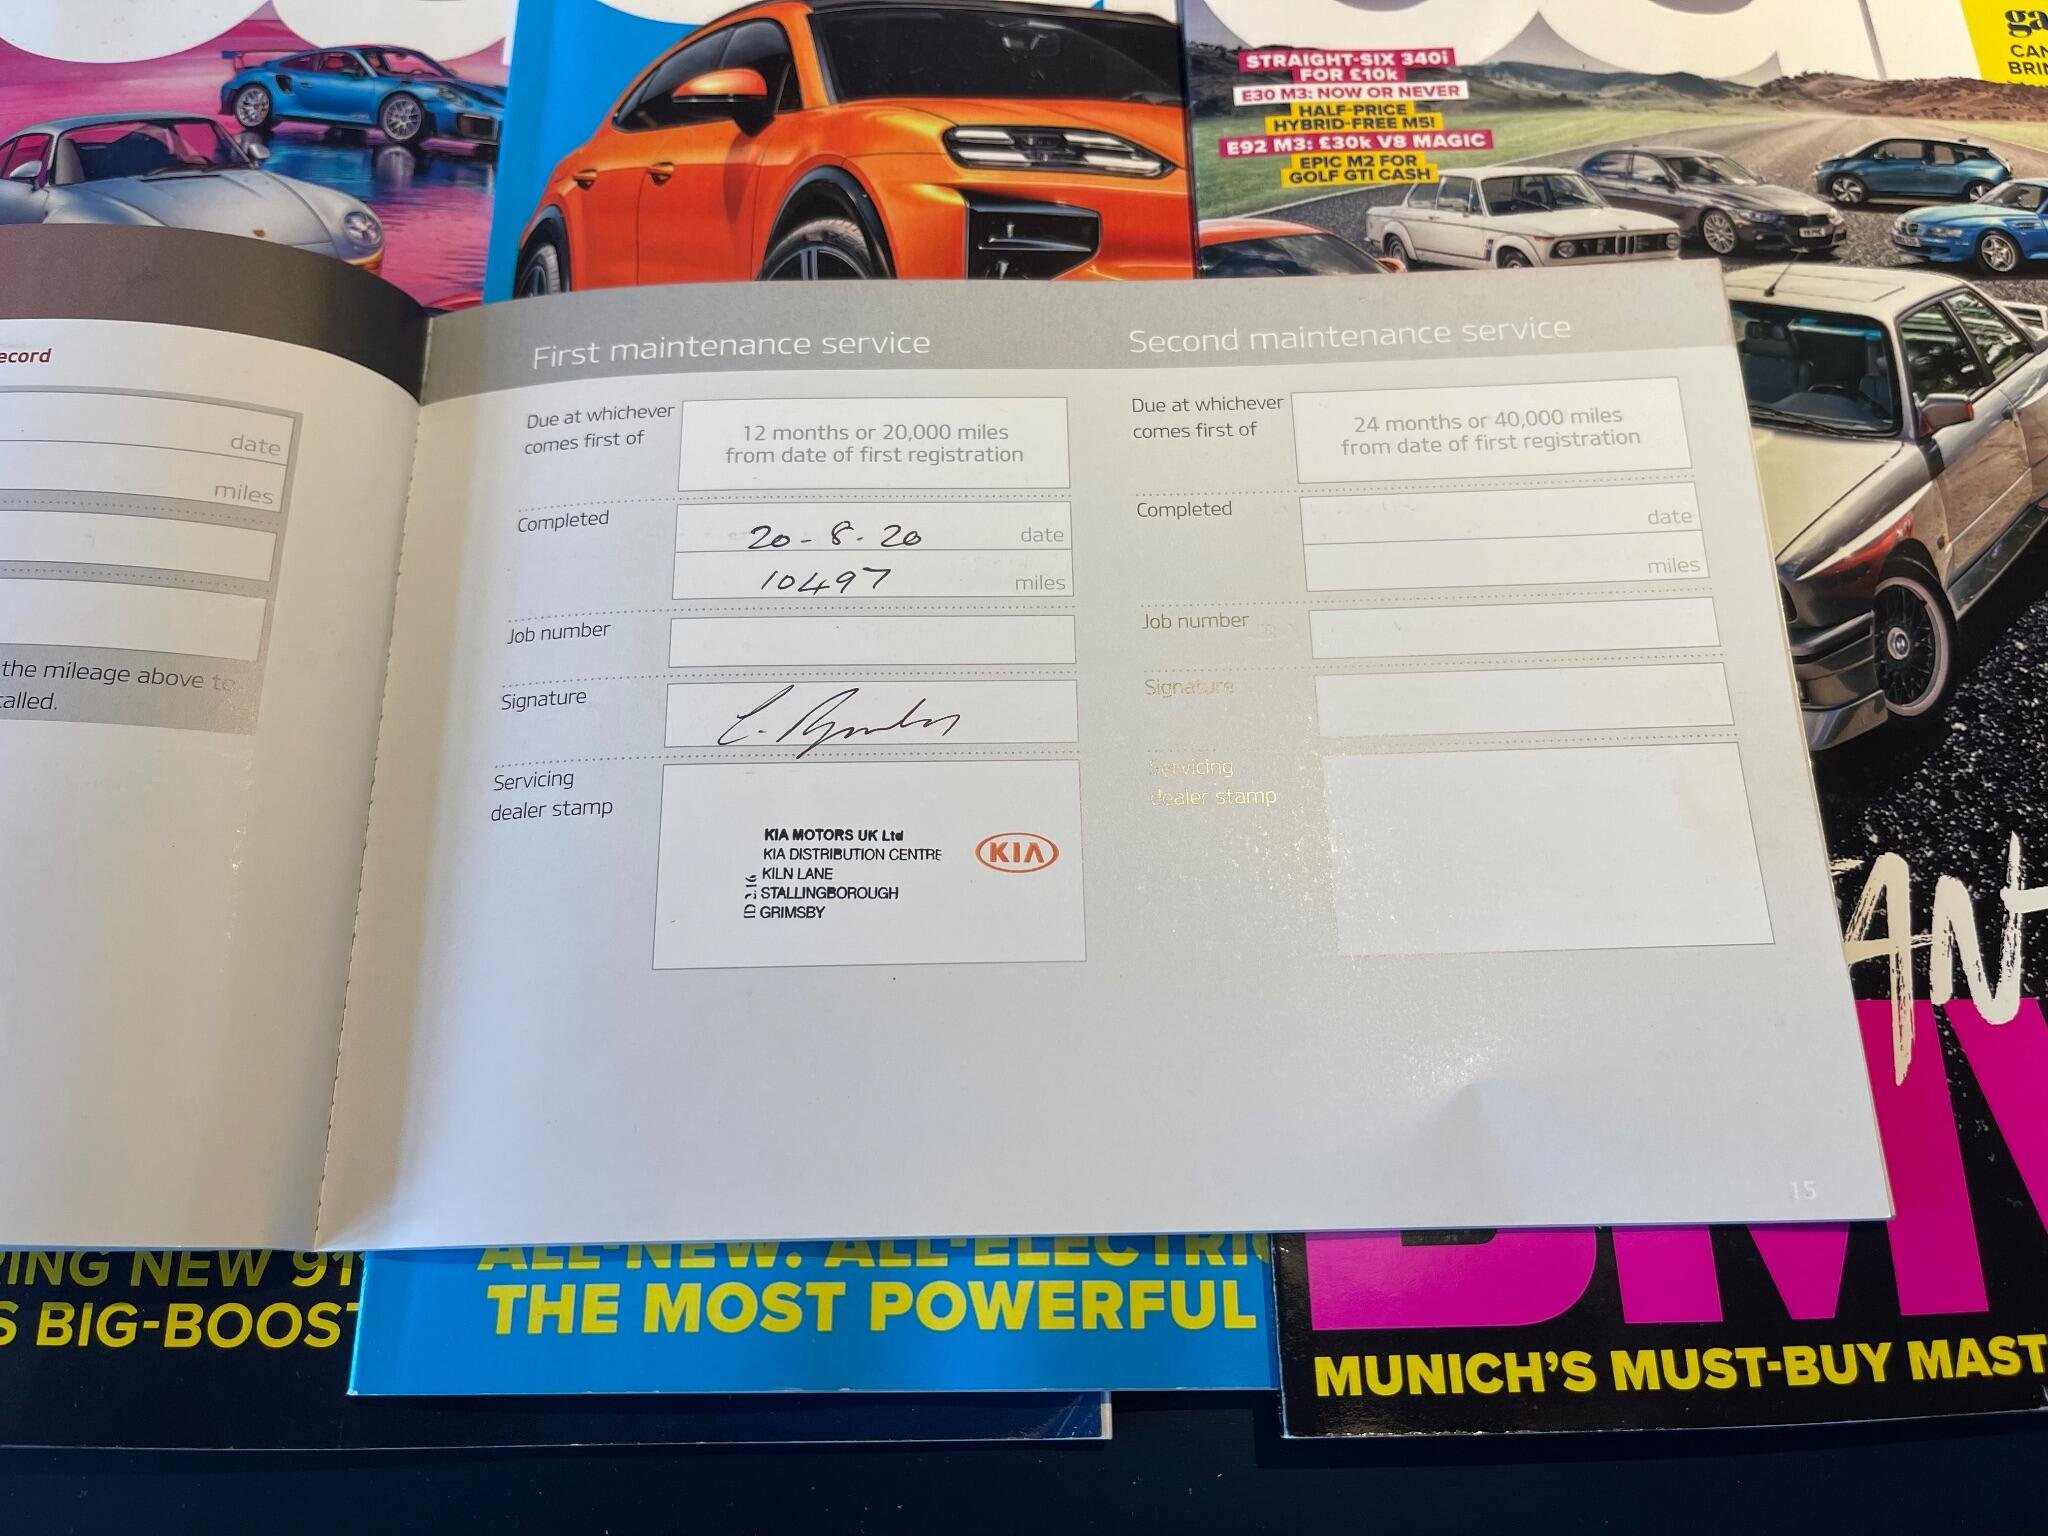 STRAIGHT-SIX 340i
FOR £10k
E30 M3: NOW OR NEVER
HALF-PRICE
HYBRID-FREE M5!
E92 M3: £30k V8 MAGIC
EPIC M2 FOR
GOLF GTI CASH
ecord
date
miles
the mileage above to
alled.
First maintenance service
Due at whichever
comes first of
12 months or 20,000 miles
from date of first registration
Completed
20-8.20 date
10497 miles
Job number
Signature
Servicing
dealer stamp
KIA MOTORS UK Ltd
KIA DISTRIBUTION CENTRE
KILN LANE
STALLINGBOROUGH
GRIMSBY
KIA
Second maintenance service
Due at whichever
comes first of
24 months or 40,000 miles
from date of first registration
Completed
date
miles
Job number
Signature
Servicing
dealer stamp
15
RING NEW 91
S BIG-BOOST
ALL-NEW. ALL-ELECTRIC
THE MOST POWERFUL
ANT
BM
MUNICH'S MUST-BUY MAST